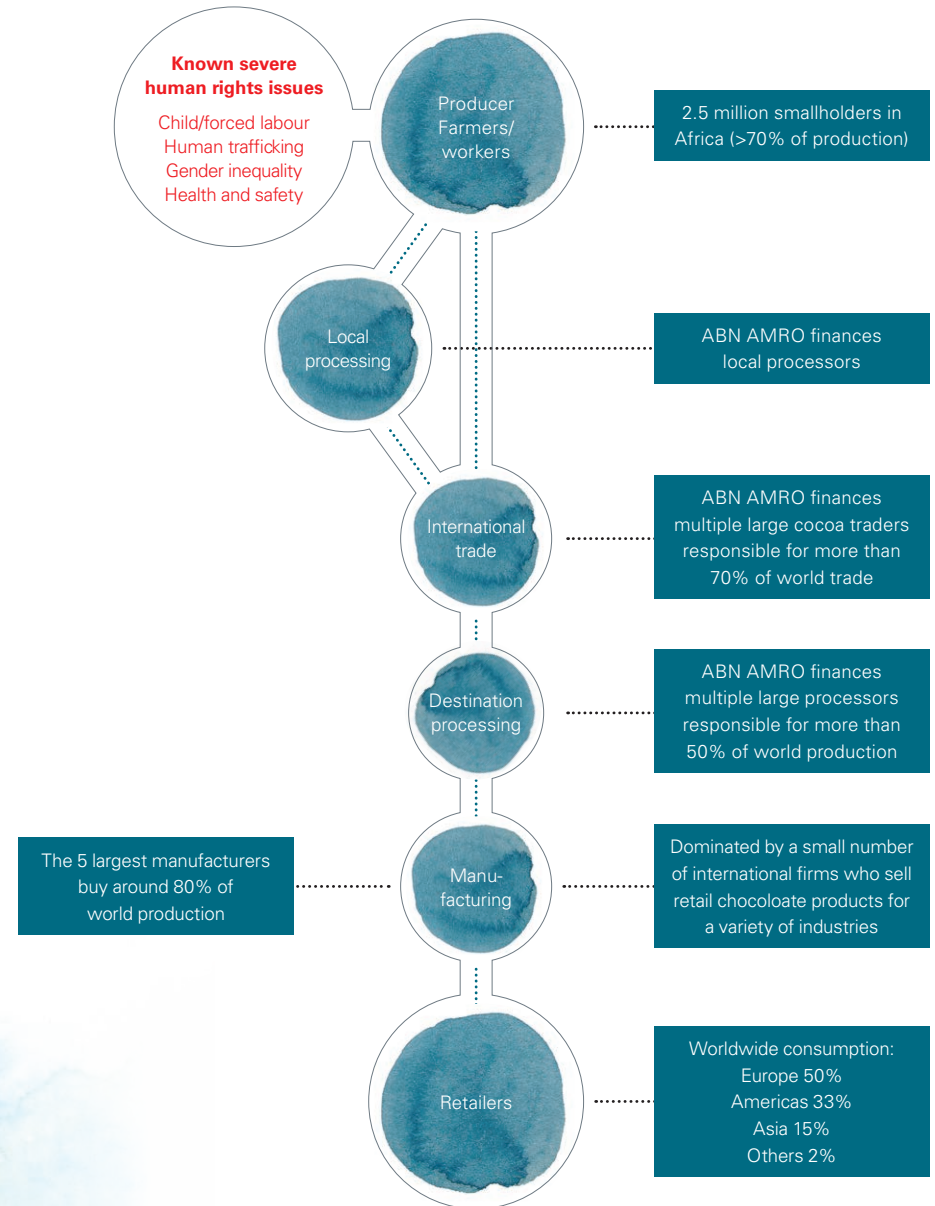 Known severe
human rights issues
Child/forced labour
Human trafficking
Gender inequality
Health and safety
Producer
Farmers/
workers
2.5 million smallholders in
Africa (>70% of production)
Local
processing
ABN AMRO finances
local processors
International
trade
ABN AMRO finances
multiple large cocoa traders
responsible for more than
70% of world trade
Destination
processing
ABN AMRO finances
multiple large processors
responsible for more than
50% of world production
The 5 largest manufacturers
buy around 80% of
world production
Manu-
facturing
Dominated by a small number
of international firms who sell
retail chocoloate products for
a variety of industries
Retailers
Worldwide consumption:
Europe 50%
Americas 33%
Asia 15%
Others 2%